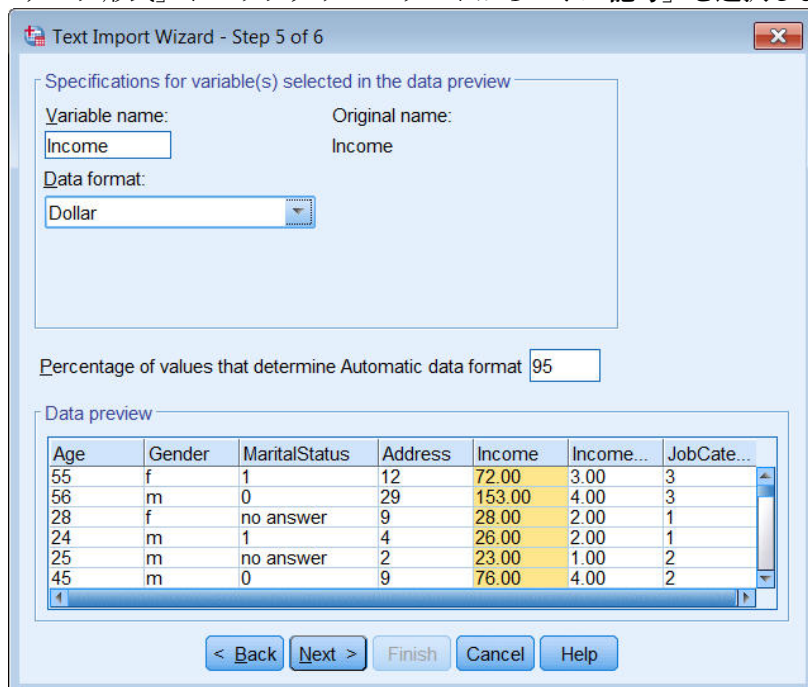 Text Import Wizard - Step 5 of 6
Specifications for variable(s) selected in the data preview
Variable name: Original name:
Income Income
Data format:
Dollar
Percentage of values that determine Automatic data format 95
Data preview
Age Gender MaritalStatus Address Income Income... JobCate...
55 f 1 12 72.00 3.00 3
56 m 0 29 153.00 4.00 3
28 f no answer 9 28.00 2.00 1
24 m 1 4 26.00 2.00 1
25 m no answer 2 23.00 1.00 2
45 m 0 9 76.00 4.00 2
< Back Next > Finish Cancel Help